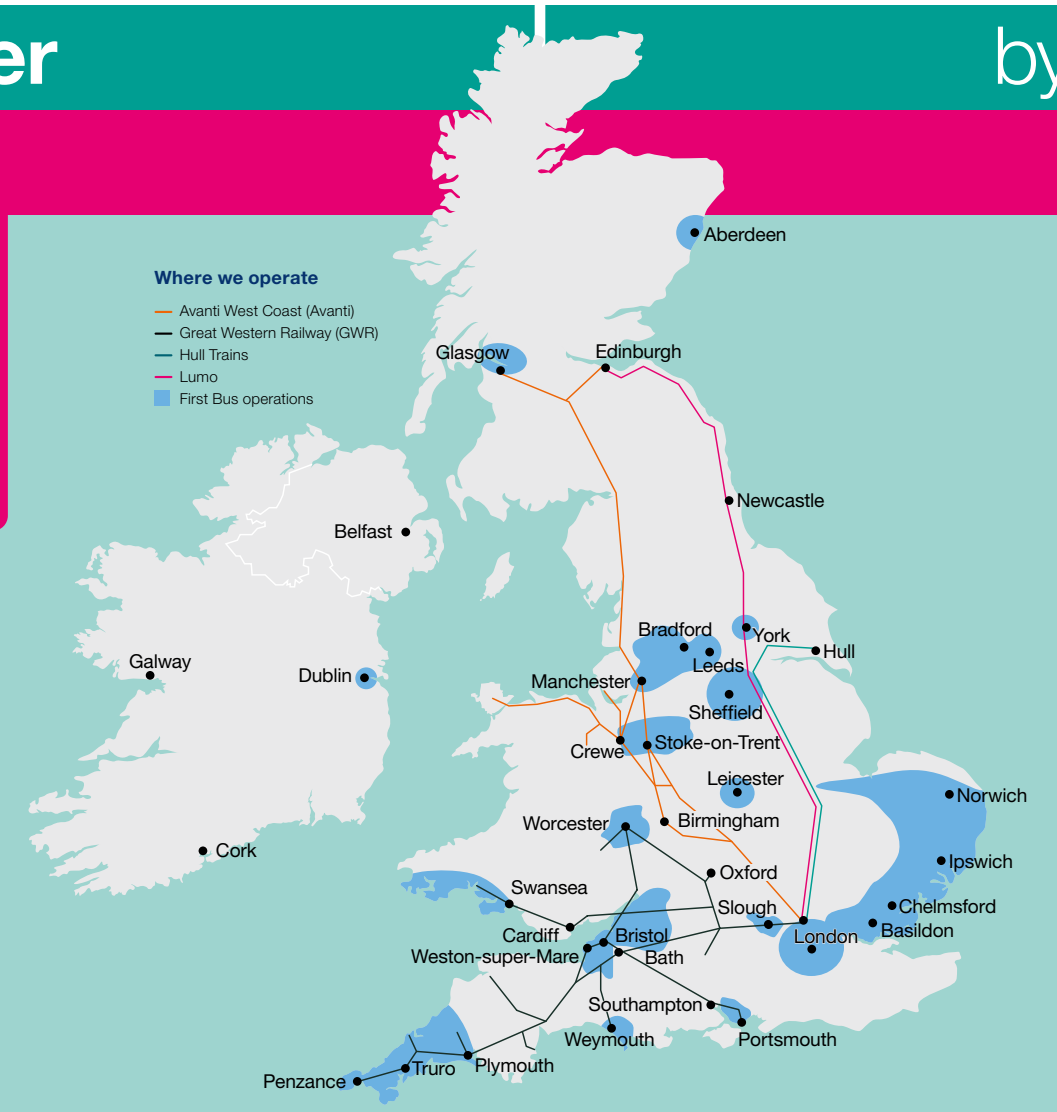 er
by
Aberdeen
Where we operate
Avanti West Coast (Avanti)
Great Western Railway (GWR)
Hull Trains
Lumo
First Bus operations
Glasgow
Edinburgh
Newcastle
Belfast
Bradford
York
Hull
Leeds
Galway
Dublin
Manchester
Sheffield
Crewe
Stoke-on-Trent
Leicester
Norwich
Worcester
Birmingham
Cork
Ipswich
Oxford
Swansea
Slough
Chelmsford
Cardiff
Bristol
London
Basildon
Weston-super-Mare
Bath
Southampton
Weymouth
Portsmouth
Plymouth
Truro
Penzance